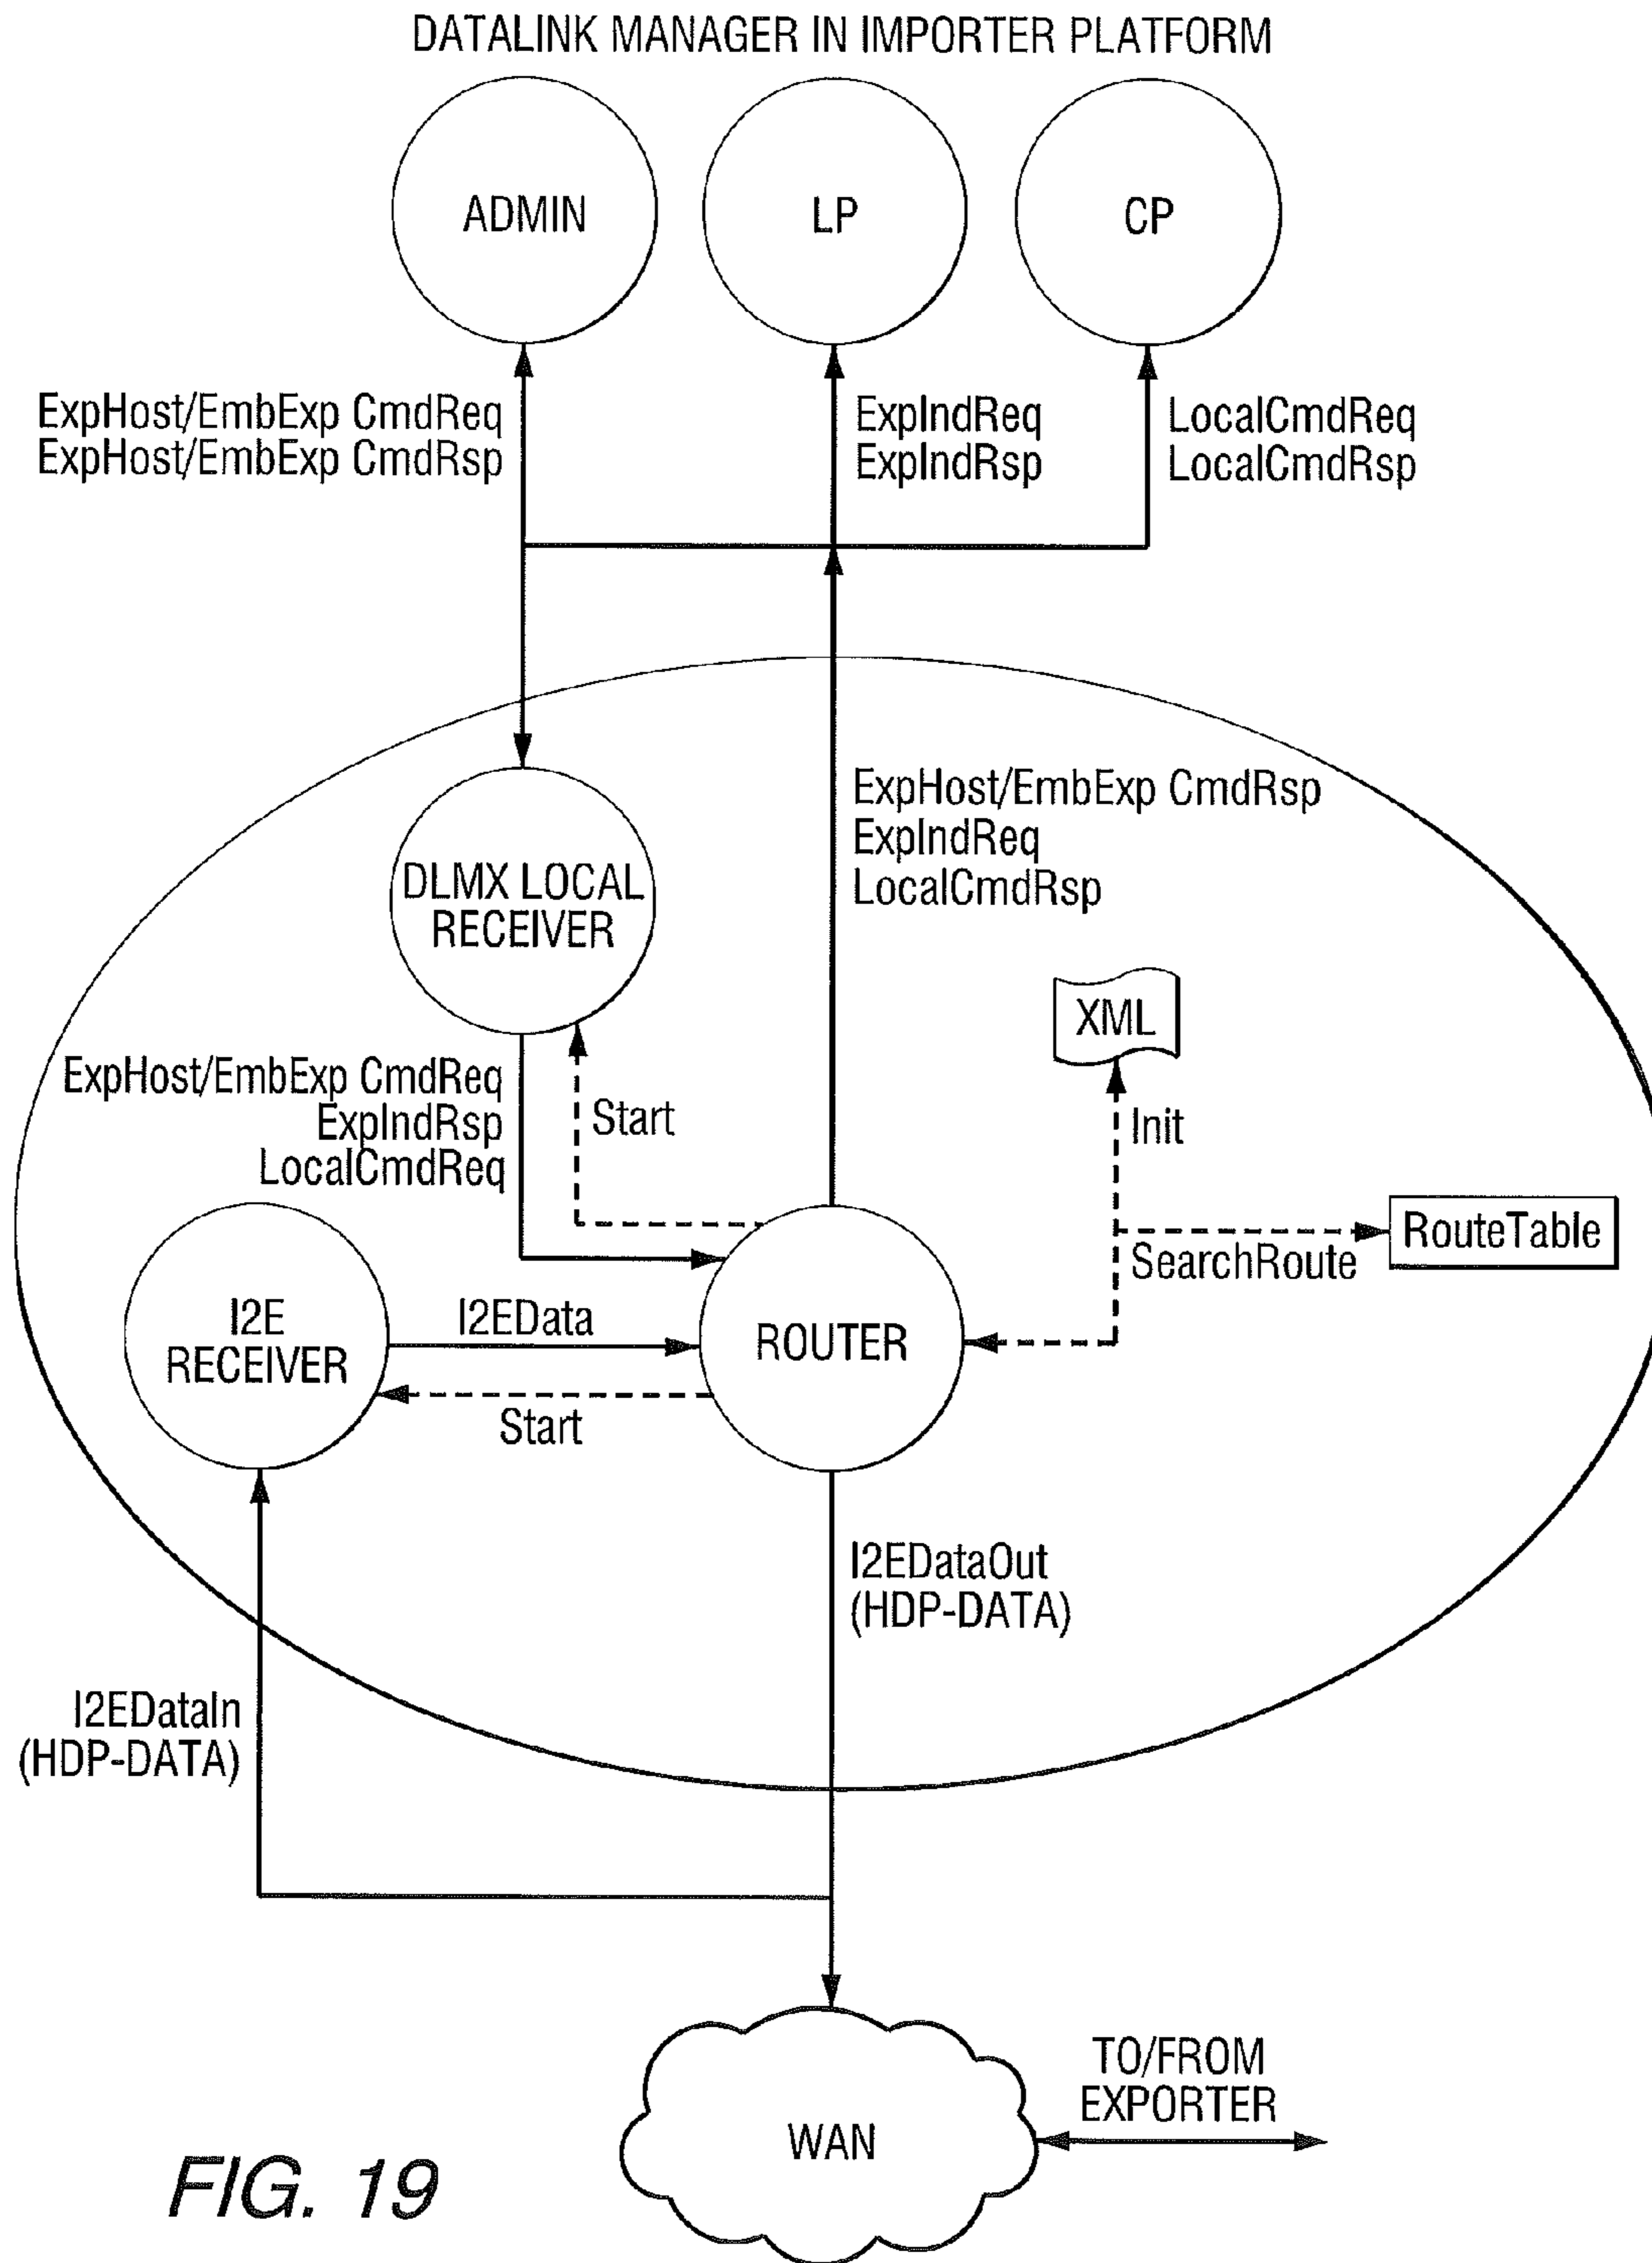 DATALINK MANAGER IN IMPORTER PLATFORM
ADMIN
LP
CP
ExpHost/EmbExp CmdReq
ExpHost/EmbExp CmdRsp
ExpIndReq
ExpIndRsp
LocalCmdReq
LocalCmdRsp
DLMX LOCAL
RECEIVER
ExpHost/EmbExp CmdRsp
ExpIndReq
LocalCmdRsp
XML
ExpHost/EmbExp CmdReq
ExpIndRsp
LocalCmdReq
Start
Init
RouteTable
SearchRoute
I2E
RECEIVER
I2EData
ROUTER
Start
I2EDataOut
(HDP-DATA)
I2EDataIn
(HDP-DATA)
TO/FROM
EXPORTER
WAN
FIG. 19